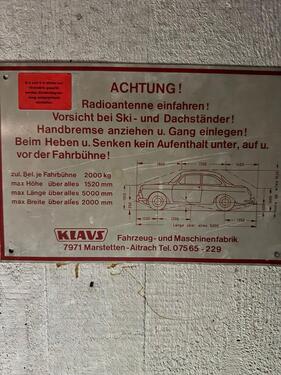 ACHTUNG!
Radioantenne einfahren!
Vorsicht bei Ski- und Dachständer!
Handbremse anziehen u. Gang einlegen!
Beim Heben u. Senken kein Aufenthalt unter, auf u.
vor der Fahrbühne!
zul. Bel. je Fahrbühne 2000 kg
max Höhe über alles 1520 mm
max Länge über alles 5000 mm
max Breite über alles 2000 mm
KLAUS Fahrzeug- und Maschinenfabrik
7971 Marstetten-Aitrach Tel. 07565-229